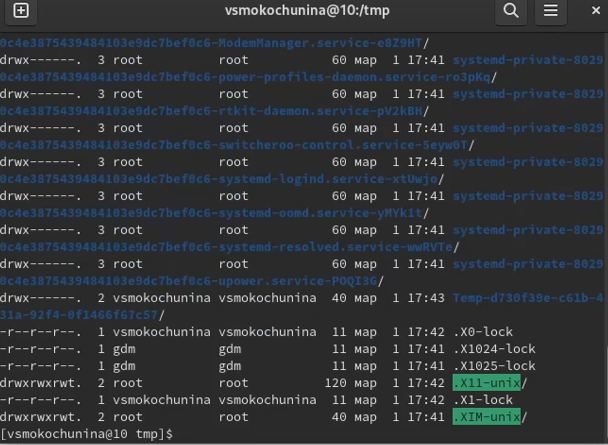 vsmokochunina@10:/tmp
0c4e3875439484103e9dc7bef0c6-ModemManager.service-e8Z9HT/
drwx------. 3 root root 60 мар 1 17:41 systemd-private-8029
0c4e3875439484103e9dc7bef0c6-power-profiles-daemon.service-ro3pKq/
drwx------. 3 root root 60 мар 1 17:41 systemd-private-8029
0c4e3875439484103e9dc7bef0c6-rtkit-daemon.service-pV2kBH/
drwx------. 3 root root 60 мар 1 17:41 systemd-private-8029
0c4e3875439484103e9dc7bef0c6-switcheroo-control.service-5eyw0T/
drwx------. 3 root root 60 мар 1 17:41 systemd-private-8029
0c4e3875439484103e9dc7bef0c6-systemd-logind.service-xtUwjo/
drwx------. 3 root root 60 мар 1 17:41 systemd-private-8029
0c4e3875439484103e9dc7bef0c6-systemd-oomd.service-yMYk1t/
drwx------. 3 root root 60 мар 1 17:41 systemd-private-8029
0c4e3875439484103e9dc7bef0c6-systemd-resolved.service-wwRVTe/
drwx------. 3 root root 60 мар 1 17:41 systemd-private-8029
0c4e3875439484103e9dc7bef0c6-upower.service-POQI3G/
drwx------. 2 vsmokochunina vsmokochunina 40 мар 1 17:43 Temp-d730f39e-c61b-4
31a-92f4-0f1466f67c57/
-r--r--r--. 1 vsmokochunina vsmokochunina 11 мар 1 17:42 .X0-lock
-r--r--r--. 1 gdm gdm 11 мар 1 17:41 .X1024-lock
-r--r--r--. 1 gdm gdm 11 мар 1 17:41 .X1025-lock
drwxrwxrwt. 2 root root 120 мар 1 17:42 .X11-unix/
-r--r--r--. 1 vsmokochunina vsmokochunina 11 мар 1 17:42 .X1-lock
drwxrwxrwt. 2 root root 40 мар 1 17:41 .XIM-unix/
[vsmokochunina@10 tmp]$